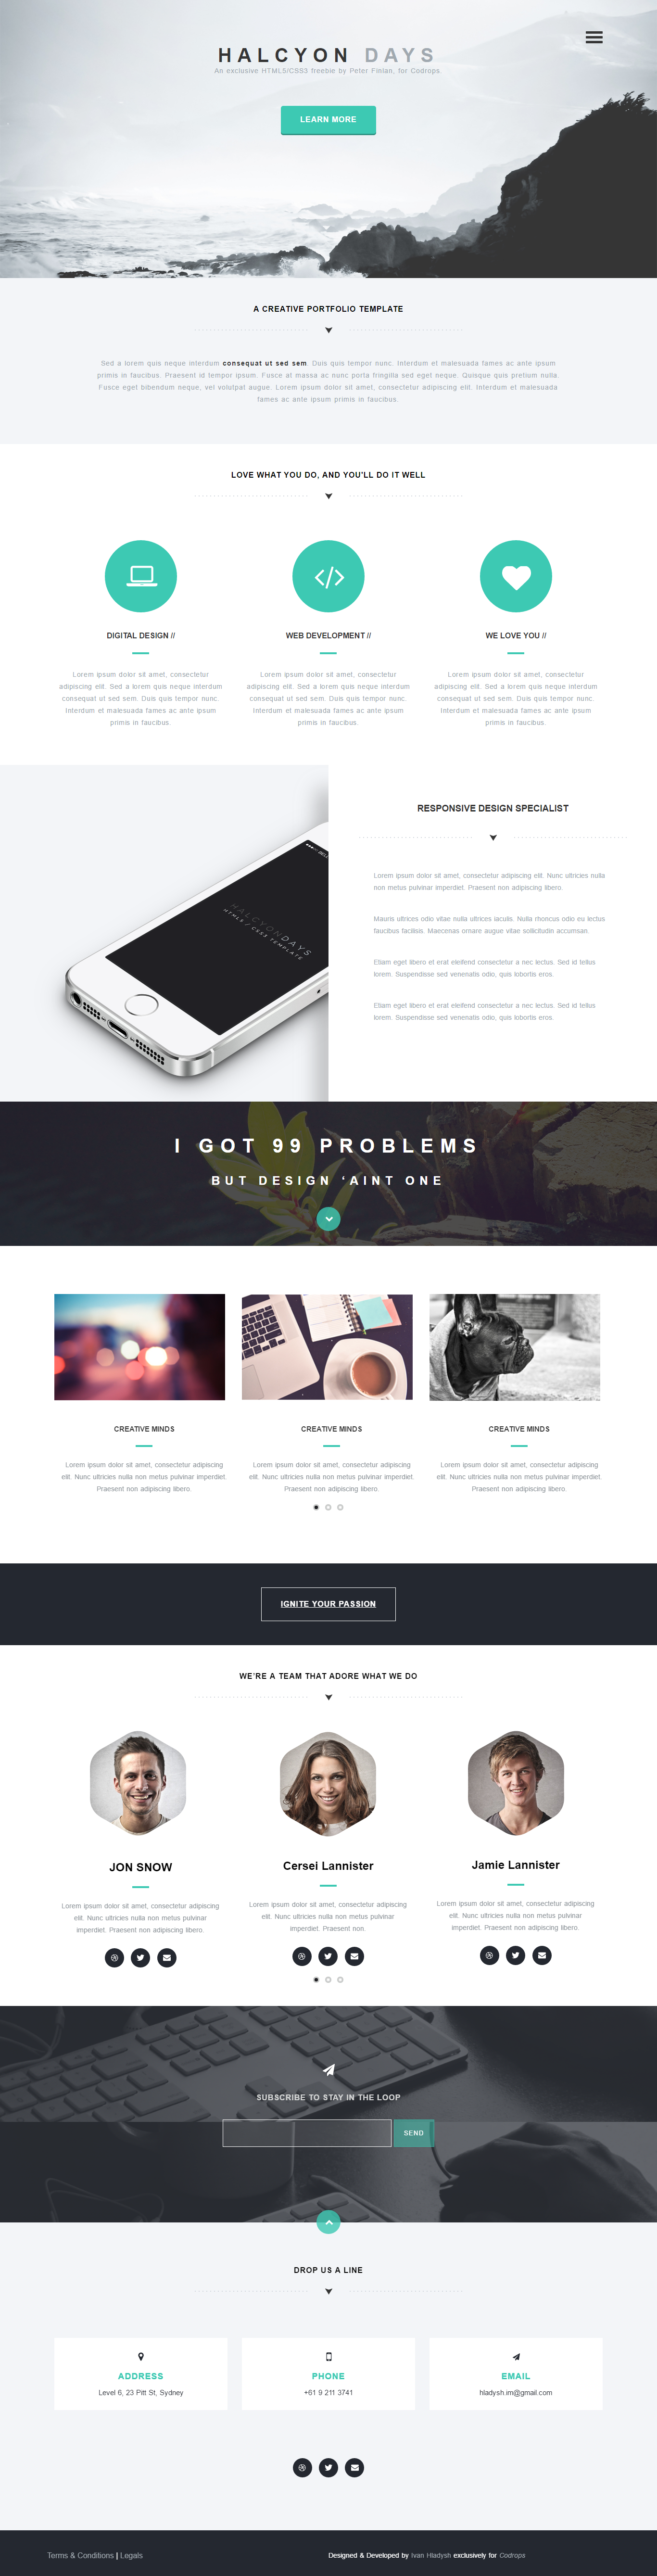 HALCYON DAYS
An exclusive HTML5/CSS3 freebie by Peter Finlan, for Codrops.
LEARN MORE
A CREATIVE PORTFOLIO TEMPLATE
Sed a lorem quis neque interdum consequat ut sed sem. Duis quis tempor nunc. Interdum et malesuada fames ac ante ipsum
primis in faucibus. Praesent id tempor ipsum. Fusce at massa ac nunc porta fringilla sed eget neque. Quisque quis pretium nulla.
Fusce eget bibendum neque, vel volutpat augue. Lorem ipsum dolor sit amet, consectetur adipiscing elit. Interdum et malesuada
fames ac ante ipsum primis in faucibus.
LOVE WHAT YOU DO, AND YOU'LL DO IT WELL
DIGITAL DESIGN //
Lorem ipsum dolor sit amet, consectetur
adipiscing elit. Sed a lorem quis neque interdum
consequat ut sed sem. Duis quis tempor nunc.
Interdum et malesuada fames ac ante ipsum
primis in faucibus.
WEB DEVELOPMENT //
Lorem ipsum dolor sit amet, consectetur
adipiscing elit. Sed a lorem quis neque interdum
consequat ut sed sem. Duis quis tempor nunc.
Interdum et malesuada fames ac ante ipsum
primis in faucibus.
WE LOVE YOU //
Lorem ipsum dolor sit amet, consectetur
adipiscing elit. Sed a lorem quis neque interdum
consequat ut sed sem. Duis quis tempor nunc.
Interdum et malesuada fames ac ante ipsum
primis in faucibus.
HALCYONDAYS
HTML5 / CSS3 TEMPLATE
RESPONSIVE DESIGN SPECIALIST
Lorem ipsum dolor sit amet, consectetur adipiscing elit. Nunc ultricies nulla
non metus pulvinar imperdiet. Praesent non adipiscing libero.
Mauris ultrices odio vitae nulla ultrices iaculis. Nulla rhoncus odio eu lectus
faucibus facilisis. Maecenas ornare augue vitae sollicitudin accumsan.
Etiam eget libero et erat eleifend consectetur a nec lectus. Sed id tellus
lorem. Suspendisse sed venenatis odio, quis lobortis eros.
Etiam eget libero et erat eleifend consectetur a nec lectus. Sed id tellus
lorem. Suspendisse sed venenatis odio, quis lobortis eros.
I GOT 99 PROBLEMS
BUT DESIGN ‘AINT ONE
CREATIVE MINDS
Lorem ipsum dolor sit amet, consectetur adipiscing
elit. Nunc ultricies nulla non metus pulvinar imperdiet.
Praesent non adipiscing libero.
CREATIVE MINDS
Lorem ipsum dolor sit amet, consectetur adipiscing
elit. Nunc ultricies nulla non metus pulvinar imperdiet.
Praesent non adipiscing libero.
CREATIVE MINDS
Lorem ipsum dolor sit amet, consectetur adipiscing
elit. Nunc ultricies nulla non metus pulvinar imperdiet.
Praesent non adipiscing libero.
IGNITE YOUR PASSION
WE'RE A TEAM THAT ADORE WHAT WE DO
JON SNOW
Lorem ipsum dolor sit amet, consectetur adipiscing
elit. Nunc ultricies nulla non metus pulvinar
imperdiet. Praesent non adipiscing libero.
Cersei Lannister
Lorem ipsum dolor sit amet, consectetur adipiscing
elit. Nunc ultricies nulla non metus pulvinar
imperdiet. Praesent non.
Jamie Lannister
Lorem ipsum dolor sit amet, consectetur adipiscing
elit. Nunc ultricies nulla non metus pulvinar
imperdiet. Praesent non adipiscing libero.
SUBSCRIBE TO STAY IN THE LOOP
SEND
DROP US A LINE
ADDRESS
Level 6, 23 Pitt St, Sydney
PHONE
+61 9 211 3741
EMAIL
hladysh.im@gmail.com
Terms & Conditions | Legals
Designed & Developed by Ivan Hladysh exclusively for Codrops